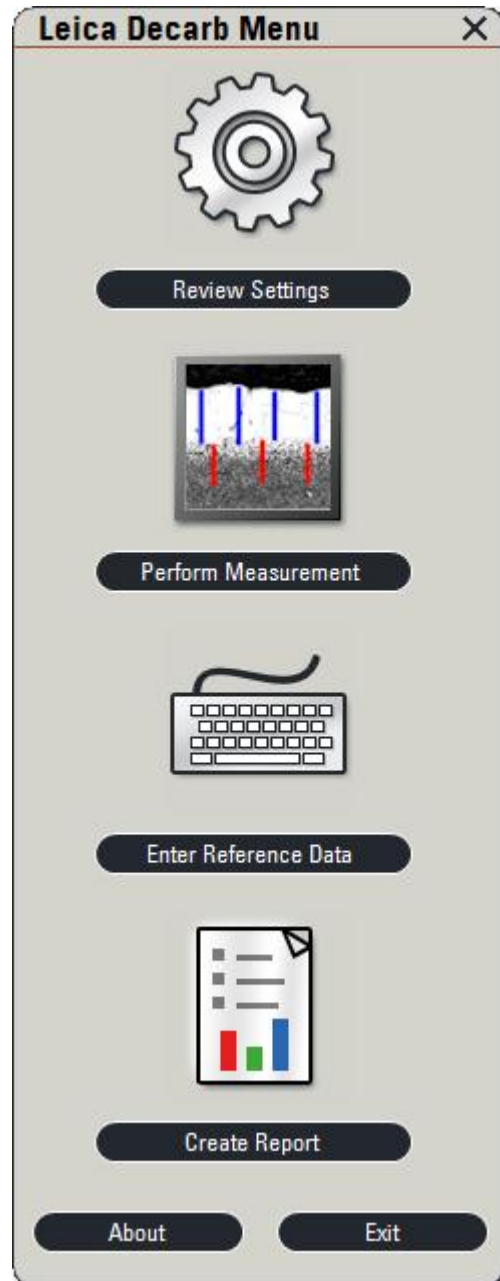 Leica Decarb Menu
Review Settings
Perform Measurement
Enter Reference Data
Create Report
About Exit